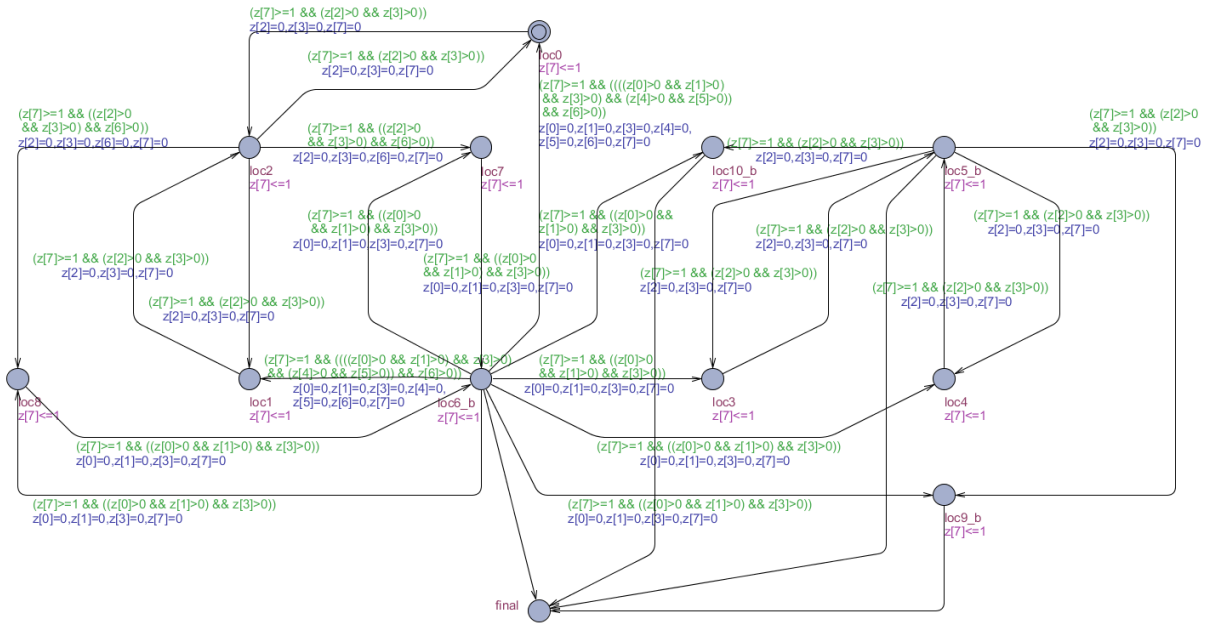 (z[7]>=1 && (z[2]>0 && z[3]>0))
z[2]=0,z[3]=0,z[7]=0
(z[7]>=1 && (z[2]>0 && z[3]>0))
z[2]=0,z[3]=0,z[7]=0
loc0
z[7]<=1
(z[7]>=1 && ((((z[0]>0 && z[1]>0)
&& z[3]>0) && (z[4]>0 && z[5]>0))
&& z[6]>0))
z[0]=0,z[1]=0,z[3]=0,z[4]=0,
z[5]=0,z[6]=0,z[7]=0
(z[7]>=1 && ((z[2]>0
&& z[3]>0) && z[6]>0))
z[2]=0,z[3]=0,z[6]=0,z[7]=0
(z[7]>=1 && ((z[2]>0
&& z[3]>0) && z[6]>0))
z[2]=0,z[3]=0,z[6]=0,z[7]=0
(z[7]>=1 && (z[2]>0 && z[3]>0))
z[2]=0,z[3]=0,z[7]=0
(z[7]>=1 && (z[2]>0
&& z[3]>0))
z[2]=0,z[3]=0,z[7]=0
loc2
z[7]<=1
loc7
z[7]<=1
loc10_b
z[7]<=1
loc5_b
z[7]<=1
(z[7]>=1 && ((z[0]>0
&& z[1]>0) && z[3]>0))
z[0]=0,z[1]=0,z[3]=0,z[7]=0
(z[7]>=1 && ((z[0]>0 &&
z[1]>0) && z[3]>0))
z[0]=0,z[1]=0,z[3]=0,z[7]=0
(z[7]>=1 && (z[2]>0 && z[3]>0))
z[2]=0,z[3]=0,z[7]=0
(z[7]>=1 && (z[2]>0 && z[3]>0))
z[2]=0,z[3]=0,z[7]=0
(z[7]>=1 && (z[2]>0 && z[3]>0))
z[2]=0,z[3]=0,z[7]=0
(z[7]>=1 && ((z[0]>0
&& z[1]>0) && z[3]>0))
z[0]=0,z[1]=0,z[3]=0,z[7]=0
(z[7]>=1 && (z[2]>0 && z[3]>0))
z[2]=0,z[3]=0,z[7]=0
(z[7]>=1 && (z[2]>0 && z[3]>0))
z[2]=0,z[3]=0,z[7]=0
(z[7]>=1 && (z[2]>0 && z[3]>0))
z[2]=0,z[3]=0,z[7]=0
(z[7]>=1 && ((((z[0]>0 && z[1]>0) && z[3]>0)
&& (z[4]>0 && z[5]>0)) && z[6]>0))
z[0]=0,z[1]=0,z[3]=0,z[4]=0,
z[5]=0,z[6]=0,z[7]=0
(z[7]>=1 && ((z[0]>0
&& z[1]>0) && z[3]>0))
z[0]=0,z[1]=0,z[3]=0,z[7]=0
loc8
z[7]<=1
loc1
z[7]<=1
loc6_b
z[7]<=1
loc3
z[7]<=1
loc4
z[7]<=1
(z[7]>=1 && ((z[0]>0 && z[1]>0) && z[3]>0))
z[0]=0,z[1]=0,z[3]=0,z[7]=0
(z[7]>=1 && ((z[0]>0 && z[1]>0) && z[3]>0))
z[0]=0,z[1]=0,z[3]=0,z[7]=0
(z[7]>=1 && ((z[0]>0 && z[1]>0) && z[3]>0))
z[0]=0,z[1]=0,z[3]=0,z[7]=0
(z[7]>=1 && ((z[0]>0 && z[1]>0) && z[3]>0))
z[0]=0,z[1]=0,z[3]=0,z[7]=0
loc9_b
z[7]<=1
final